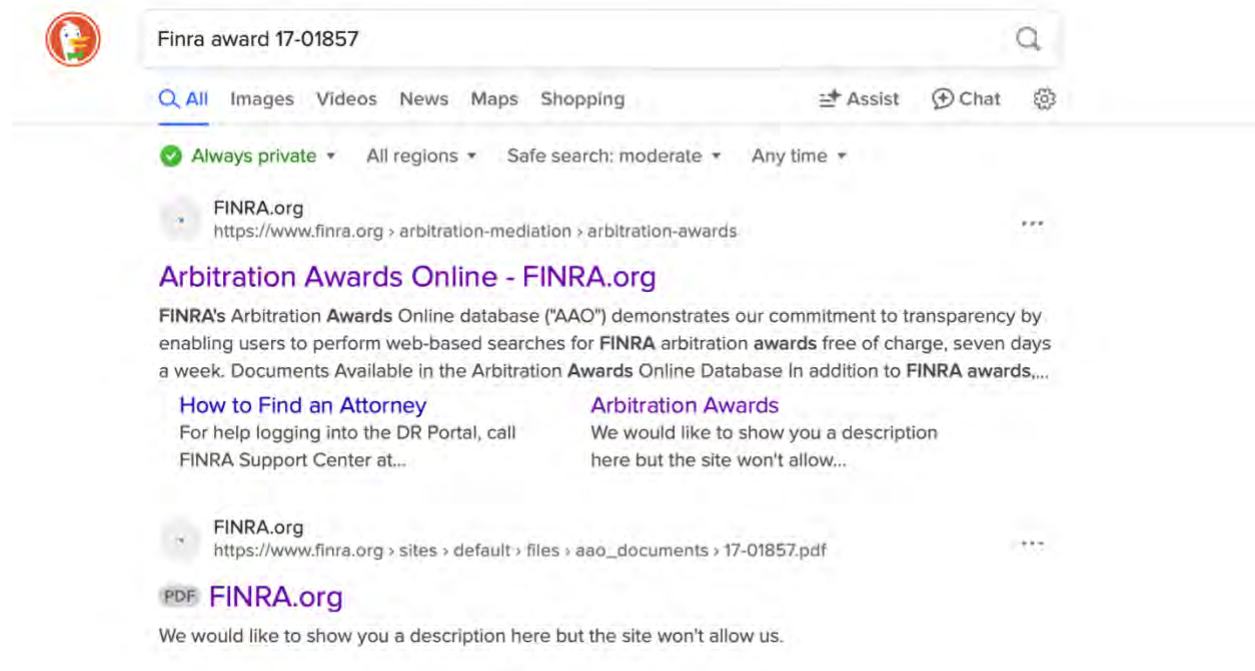 Finra award 17-01857
All Images Videos News Maps Shopping Assist Chat
Always private All regions Safe search: moderate Any time
FINRA.org
https://www.finra.org › arbitration-mediation › arbitration-awards
Arbitration Awards Online - FINRA.org
FINRA's Arbitration Awards Online database ("AAO") demonstrates our commitment to transparency by
enabling users to perform web-based searches for FINRA arbitration awards free of charge, seven days
a week. Documents Available in the Arbitration Awards Online Database In addition to FINRA awards,...
How to Find an Attorney
For help logging into the DR Portal, call
FINRA Support Center at...
Arbitration Awards
We would like to show you a description
here but the site won't allow...
FINRA.org
https://www.finra.org › sites › default › files › aao_documents › 17-01857.pdf
PDF FINRA.org
We would like to show you a description here but the site won't allow us.